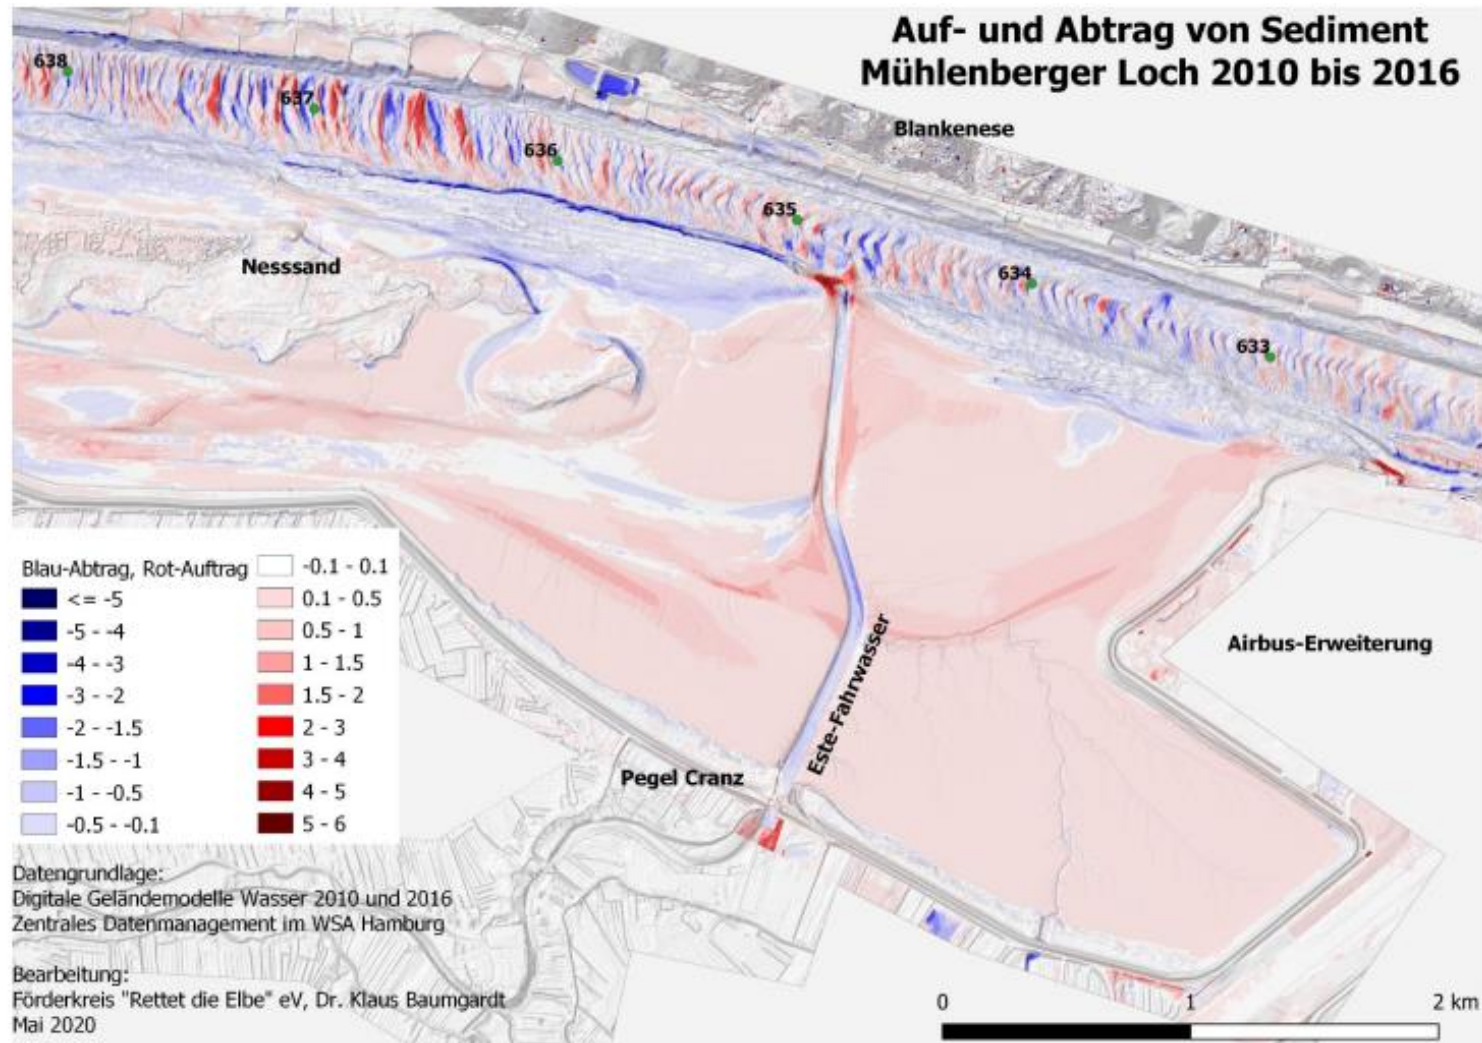 Auf- und Abtrag von Sediment
Mühlenberger Loch 2010 bis 2016
638
637
Blankenese
636
635
Nesssand
634
633
Blau-Abtrag, Rot-Auftrag
<= -5
-5 - -4
-4 - -3
-3 - -2
-2 - -1.5
-1.5 - -1
-1 - -0.5
-0.5 - -0.1
-0.1 - 0.1
0.1 - 0.5
0.5 - 1
1 - 1.5
1.5 - 2
2 - 3
3 - 4
4 - 5
5 - 6
Airbus-Erweiterung
Este-Fahrwasser
Pegel Cranz
Datengrundlage:
Digitale Geländemodelle Wasser 2010 und 2016
Zentrales Datenmanagement im WSA Hamburg
Bearbeitung:
Förderkreis "Rettet die Elbe" eV, Dr. Klaus Baumgardt
Mai 2020
0 1 2 km